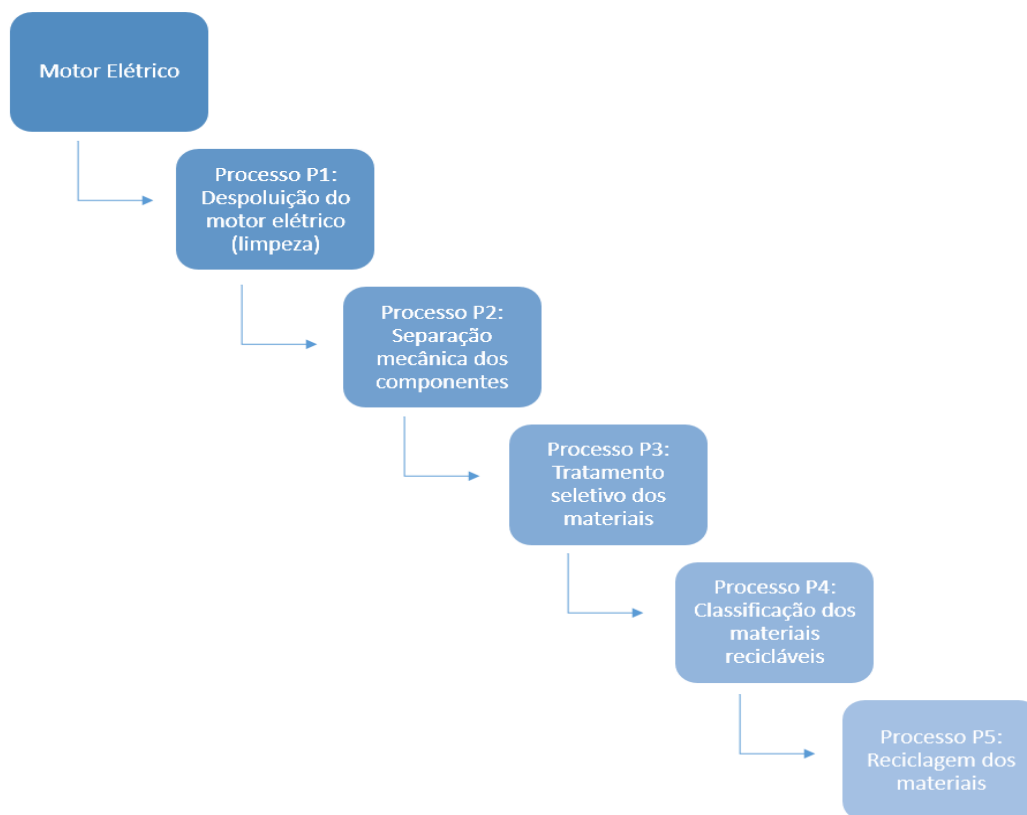 Motor Elétrico
Processo P1:
Despoluição do
motor elétrico
(limpeza)
Processo P2:
Separação
mecânica dos
componentes
Processo P3:
Tratamento
seletivo dos
materiais
Processo P4:
Classificação dos
materiais
recicláveis
Processo P5:
Reciclagem dos
materiais